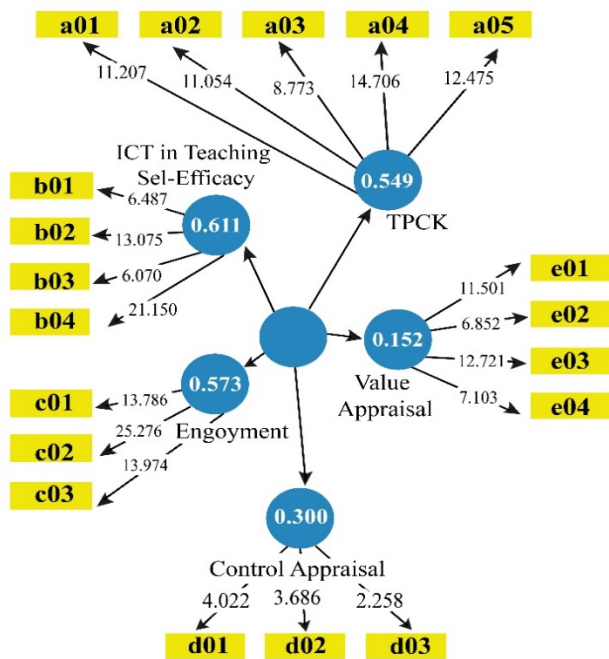 a01 a02 a03 a04 a05
11.207 11.054 8.773 14.706 12.475
ICT in Teaching
Sel-Efficacy
0.549
TPCK
b01
b02
b03
b04
6.487
13.075
6.070
21.150
0.611
e01
e02
e03
e04
11.501
6.852
12.721
7.103
0.152
Value
Appraisal
c01
c02
c03
13.786
25.276
13.974
0.573
Engoyment
0.300
Control Appraisal
4.022 3.686 2.258
d01 d02 d03